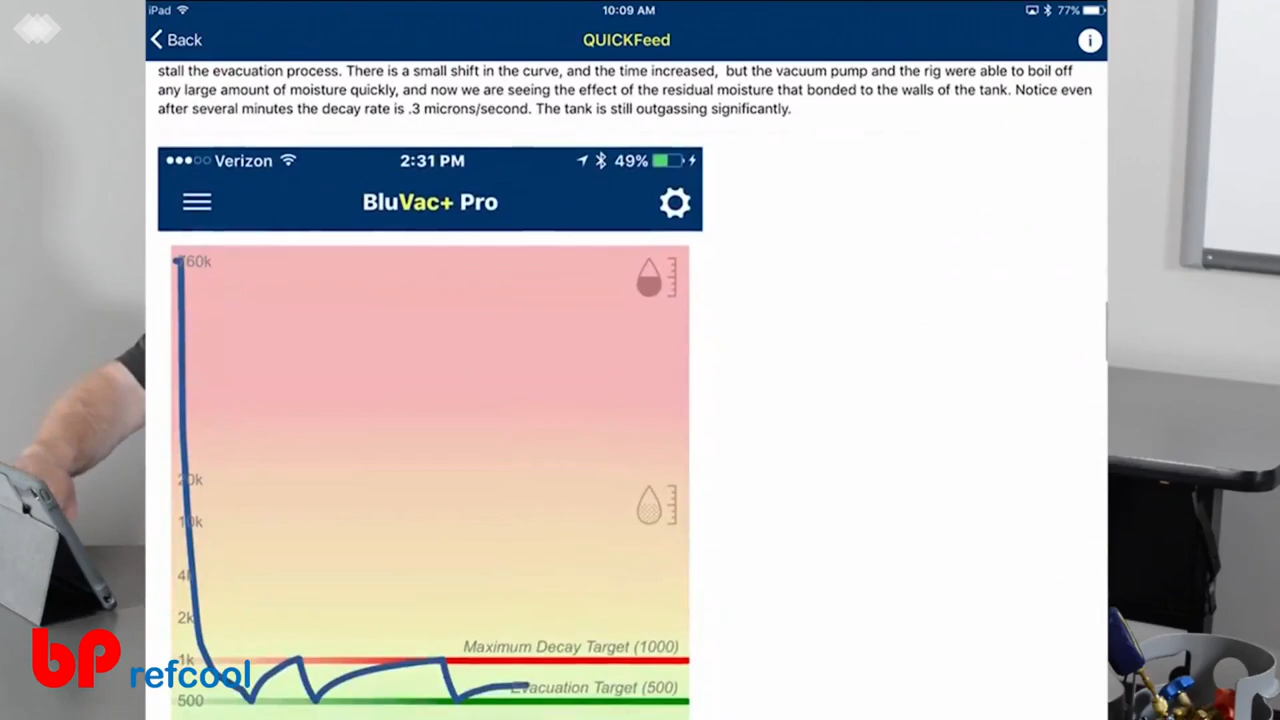 iPad
10:09 AM
77%
Back
QUICKFeed
i
stall the evacuation process. There is a small shift in the curve, and the time increased,  but the vacuum pump and the rig were able to boil off
any large amount of moisture quickly, and now we are seeing the effect of the residual moisture that bonded to the walls of the tank. Notice even
after several minutes the decay rate is .3 microns/second. The tank is still outgassing significantly.
Verizon
2:31 PM
49%
BluVac+ Pro
760k
20k
10k
4k
2k
Maximum Decay Target (1000)
1k
Evacuation Target (500)
500
bp refcool